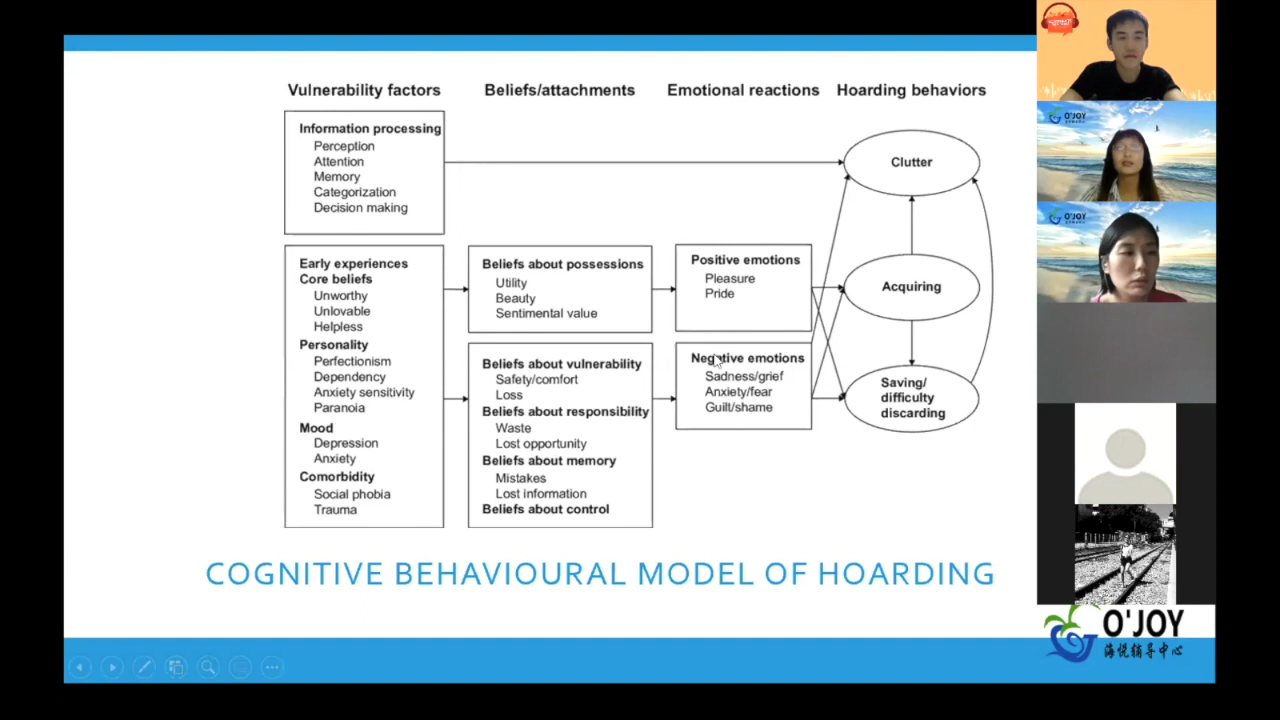 Vulnerability factors
Beliefs/attachments
Emotional reactions
Hoarding behaviors
Information processing
Perception
Attention
Memory
Categorization
Decision making
Early experiences
Core beliefs
Unworthy
Unlovable
Helpless
Personality
Perfectionism
Dependency
Anxiety sensitivity
Paranoia
Mood
Depression
Anxiety
Comorbidity
Social phobia
Trauma
Beliefs about possessions
Utility
Beauty
Sentimental value
Beliefs about vulnerability
Safety/comfort
Loss
Beliefs about responsibility
Waste
Lost opportunity
Beliefs about memory
Mistakes
Lost information
Beliefs about control
Positive emotions
Pleasure
Pride
Negative emotions
Sadness/grief
Anxiety/fear
Guilt/shame
Clutter
Acquiring
Saving/
difficulty
discarding
COGNITIVE BEHAVIOURAL MODEL OF HOARDING
O'JOY
O'JOY
O'JOY
海悦辅导中心